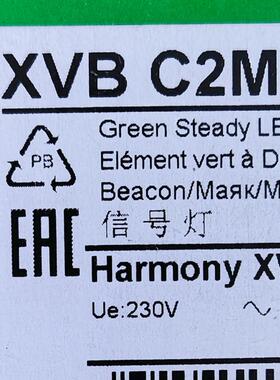 XVB C2M
Green Steady LE
PB
Elément vert à D
Beacon/Маяк/М
信号灯
EAC
Harmony XV
Ue:230V ~